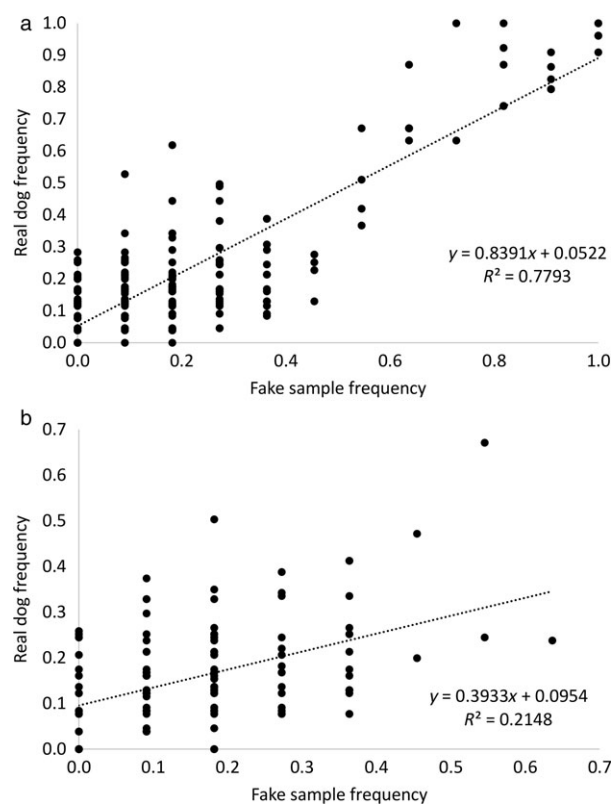 a
1.0
0.9
0.8
0.7
0.6
0.5
0.4
0.3
0.2
0.1
0.0
Real dog frequency
y = 0.8391x + 0.0522
R² = 0.7793
0.0 0.2 0.4 0.6 0.8 1.0
Fake sample frequency
b
0.7
0.6
0.5
0.4
0.3
0.2
0.1
0.0
Real dog frequency
y = 0.3933x + 0.0954
R² = 0.2148
0.0 0.1 0.2 0.3 0.4 0.5 0.6 0.7
Fake sample frequency